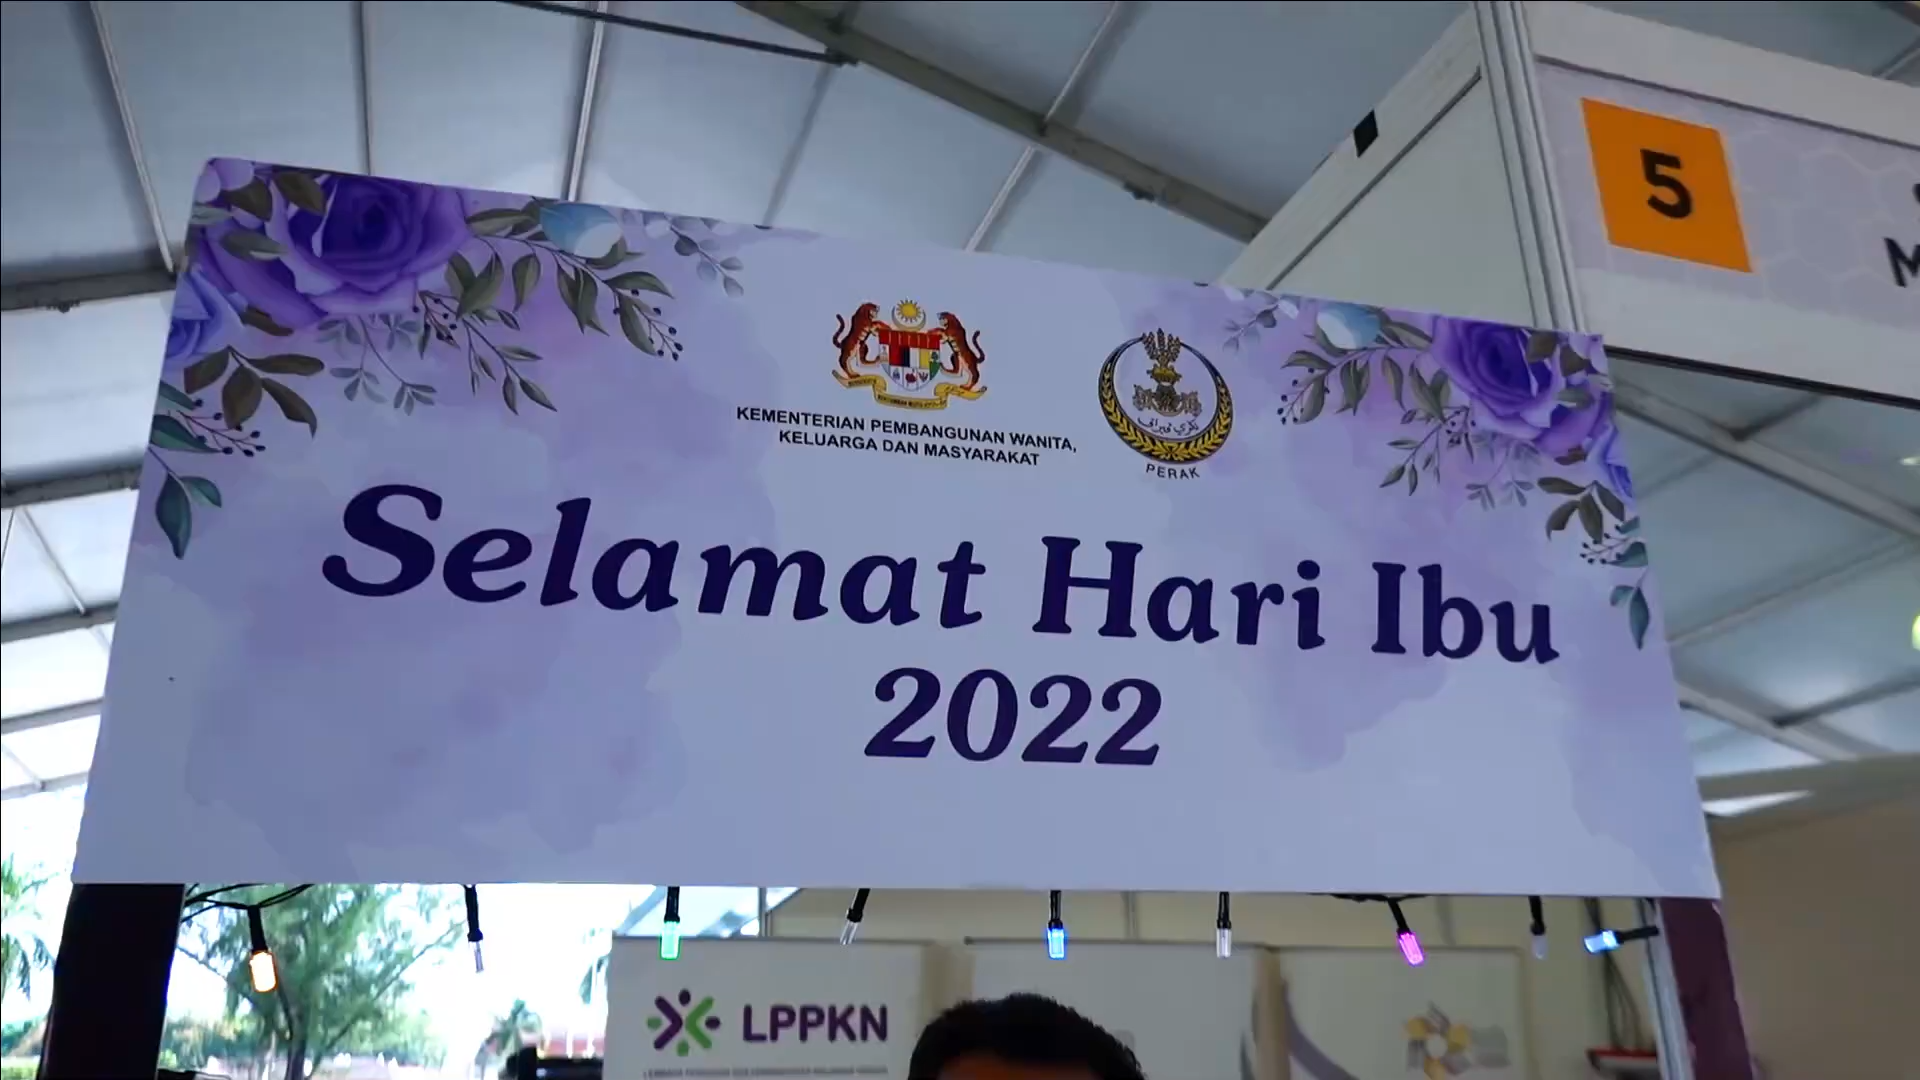 5
KEMENTERIAN PEMBANGUNAN WANITA,
KELUARGA DAN MASYARAKAT
PERAK
Selamat Hari Ibu
2022
LPPKN